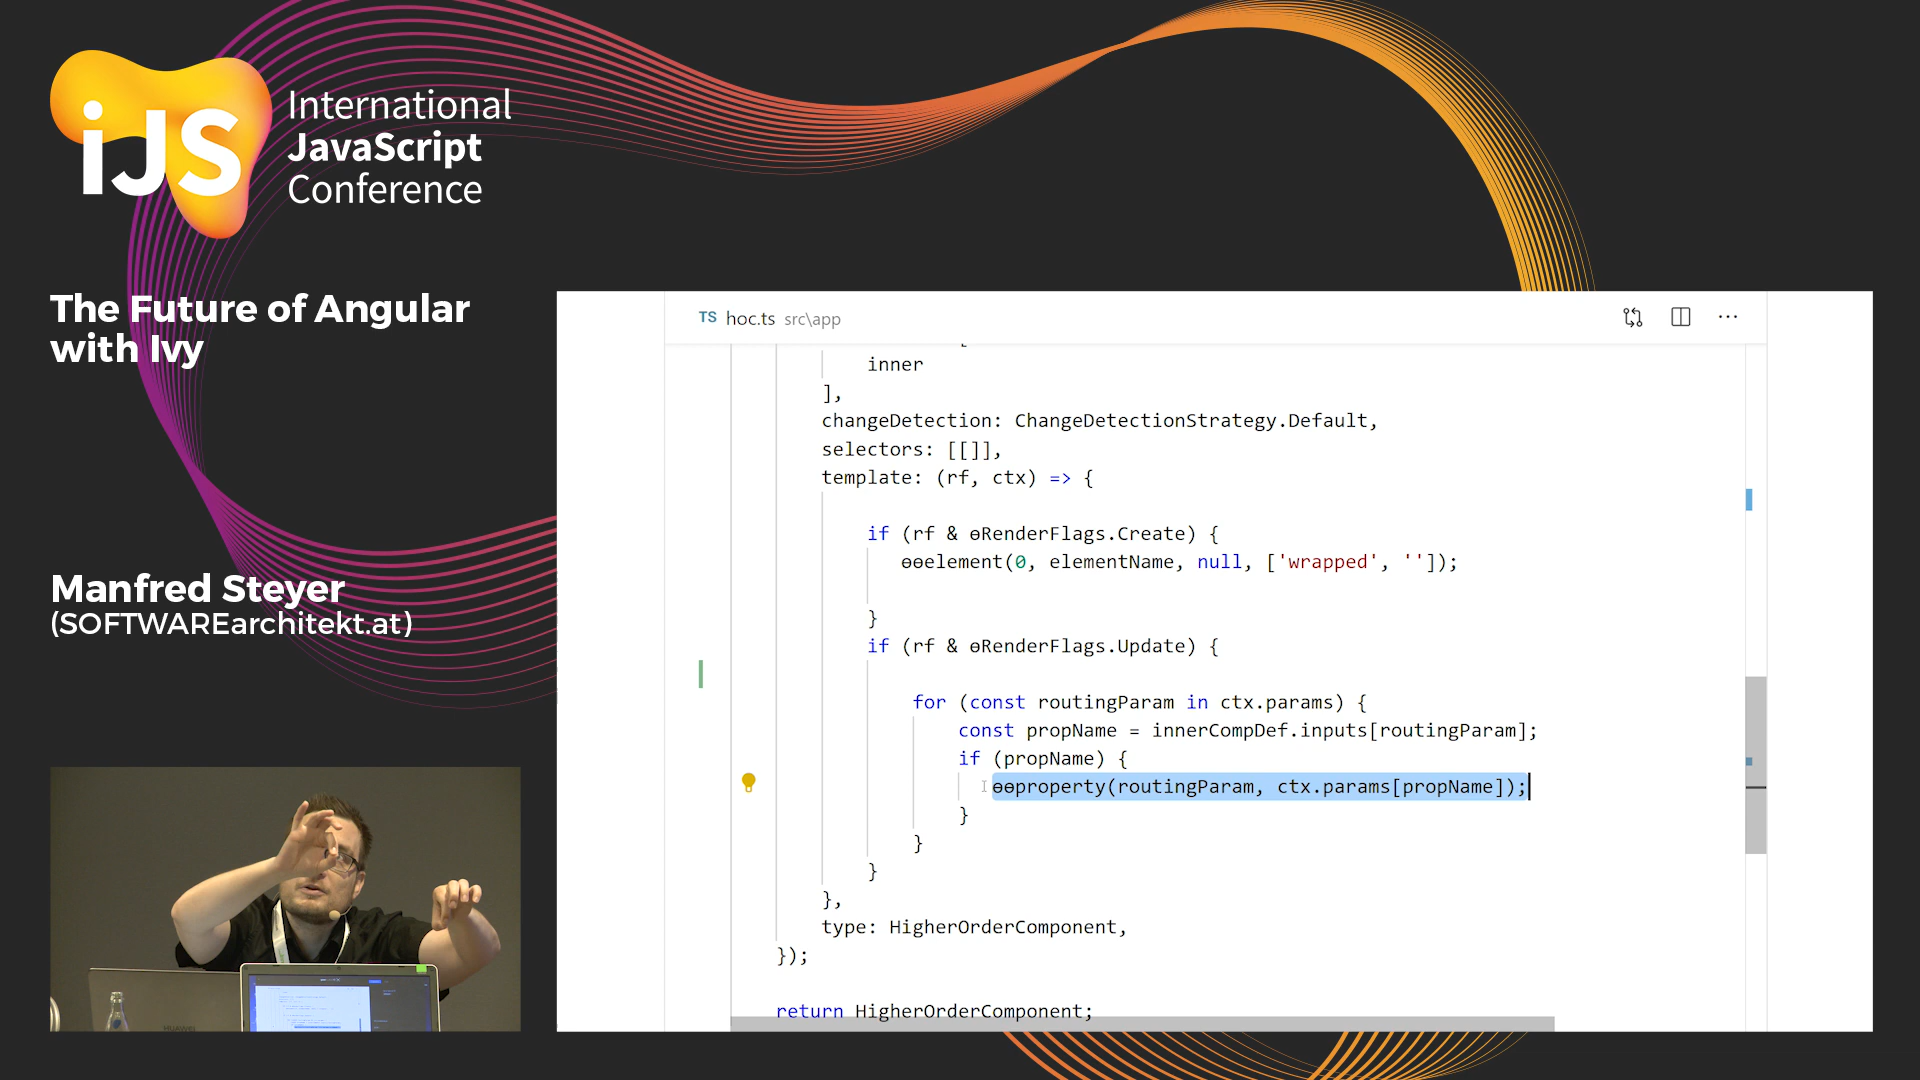 iJS
International
JavaScript
Conference
The Future of Angular
with Ivy
Manfred Steyer
(SOFTWAREarchitekt.at)
TS hoc.ts src\app
inner
],
changeDetection: ChangeDetectionStrategy.Default,
selectors: [[]],
template: (rf, ctx) => {
if (rf & ɵRenderFlags.Create) {
ɵɵelement(0, elementName, null, ['wrapped', '']);
}
if (rf & ɵRenderFlags.Update) {
for (const routingParam in ctx.params) {
const propName = innerCompDef.inputs[routingParam];
if (propName) {
ɵɵproperty(routingParam, ctx.params[propName]);
}
}
}
},
type: HigherOrderComponent,
});
return HigherOrderComponent;
HUAWEI